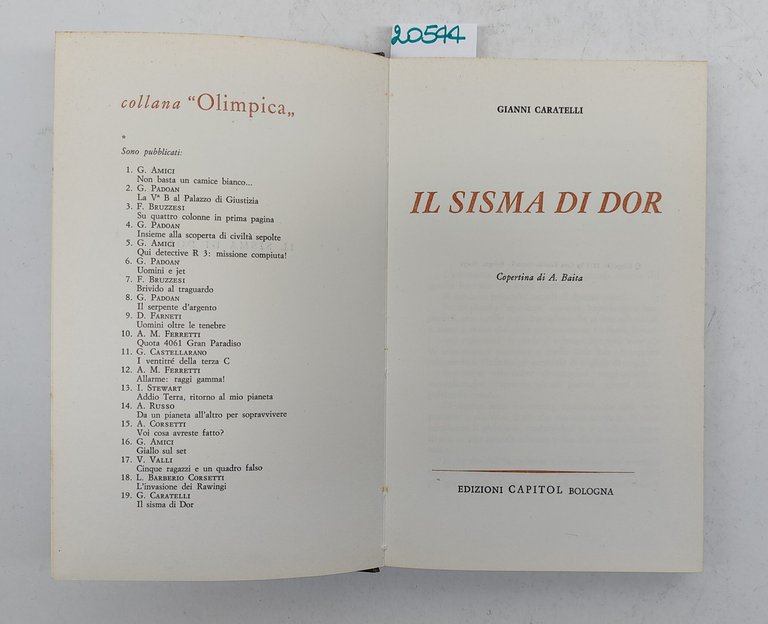 20544
collana "Olimpica„
*
Sono pubblicati:
1. G. AMICI
Non basta un camice bianco...
2. G. PADOAN
La Vª B al Palazzo di Giustizia
3. F. BRUZZESI
Su quattro colonne in prima pagina
4. G. PADOAN
Insieme alla scoperta di civiltà sepolte
5. G. AMICI
Qui detective R 3: missione compiuta!
6. G. PADOAN
Uomini e jet
7. F. BRUZZESI
Brivido al traguardo
8. G. PADOAN
Il serpente d'argento
9. D. FARNETI
Uomini oltre le tenebre
10. A. M. FERRETTI
Quota 4061 Gran Paradiso
11. G. CASTELLARANO
I ventitré della terza C
12. A. M. FERRETTI
Allarme: raggi gamma!
13. I. STEWART
Addio Terra, ritorno al mio pianeta
14. A. RUSSO
Da un pianeta all'altro per sopravvivere
15. A. CORSETTI
Voi cosa avreste fatto?
16. G. AMICI
Giallo sul set
17. V. VALLI
Cinque ragazzi e un quadro falso
18. L. BARBERIO CORSETTI
L'invasione dei Rawingi
19. G. CARATELLI
Il sisma di Dor
GIANNI CARATELLI
IL SISMA DI DOR
Copertina di A. Baita
EDIZIONI CAPITOL BOLOGNA